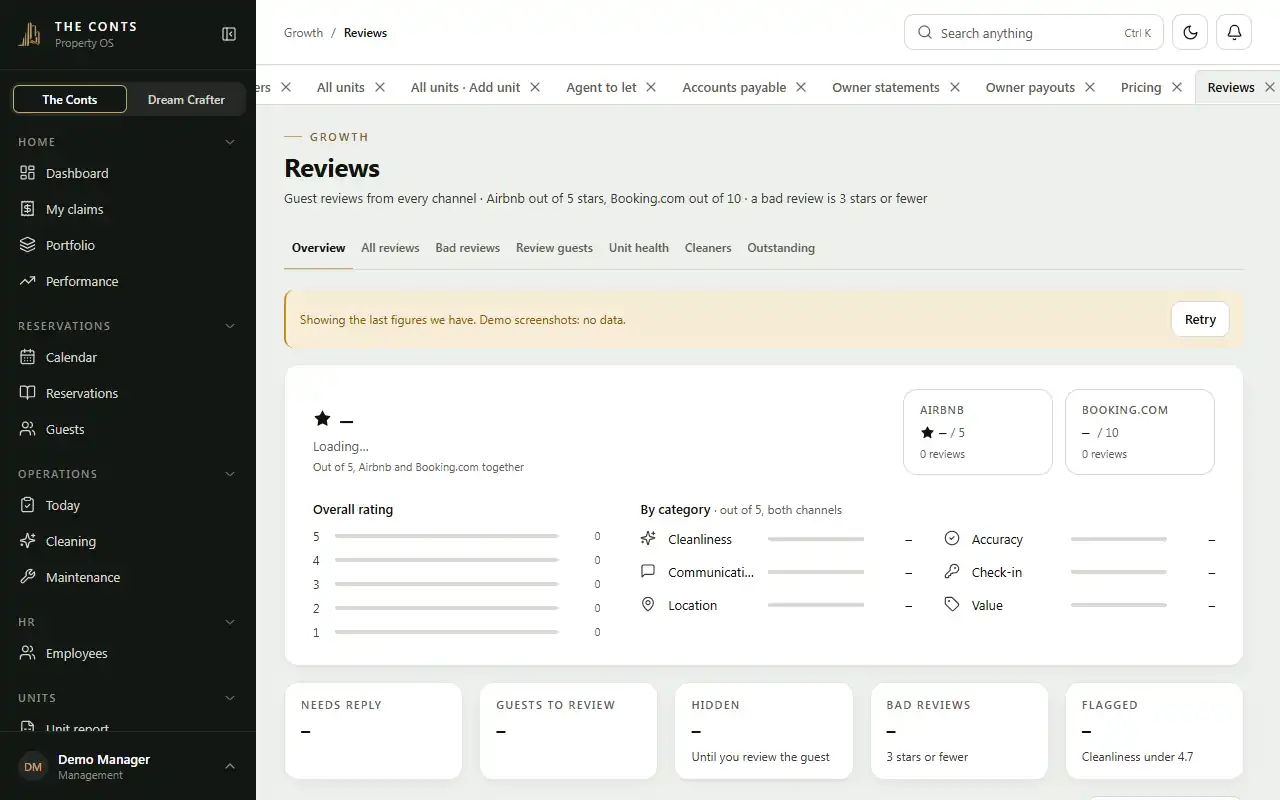 THE CONTS
Property OS
The Conts
Dream Crafter
HOME
Dashboard
My claims
Portfolio
Performance
RESERVATIONS
Calendar
Reservations
Guests
OPERATIONS
Today
Cleaning
Maintenance
HR
Employees
UNITS
Unit report
DM
Demo Manager
Management
Growth / Reviews
Search anything
Ctrl K
ers
All units
All units · Add unit
Agent to let
Accounts payable
Owner statements
Owner payouts
Pricing
Reviews
GROWTH
Reviews
Guest reviews from every channel · Airbnb out of 5 stars, Booking.com out of 10 · a bad review is 3 stars or fewer
Overview
All reviews
Bad reviews
Review guests
Unit health
Cleaners
Outstanding
Showing the last figures we have. Demo screenshots: no data.
Retry
★ –
Loading...
Out of 5, Airbnb and Booking.com together
AIRBNB
★ – / 5
0 reviews
BOOKING.COM
– / 10
0 reviews
Overall rating
5 0
4 0
3 0
2 0
1 0
By category · out of 5, both channels
Cleanliness –
Accuracy –
Communicati... –
Check-in –
Location –
Value –
NEEDS REPLY
–
GUESTS TO REVIEW
–
HIDDEN
–
Until you review the guest
BAD REVIEWS
–
3 stars or fewer
FLAGGED
–
Cleanliness under 4.7